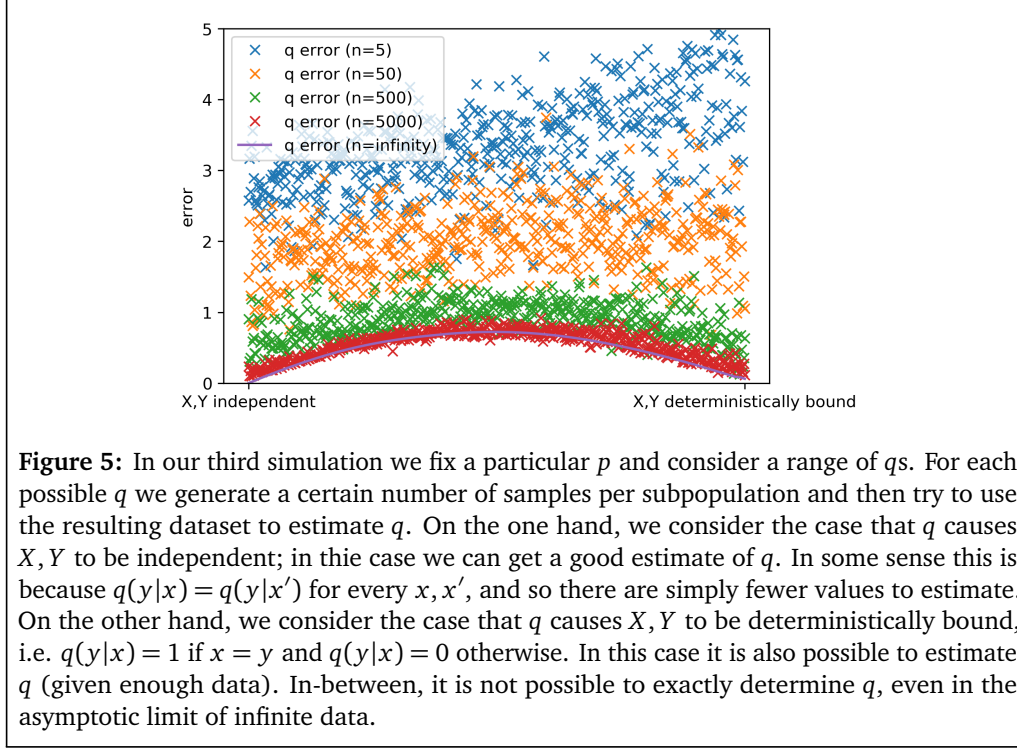 5
q error (n=5)
q error (n=50)
4
q error (n=500)
q error (n=5000)
q error (n=infinity)
3
error
2
1
0
X,Y independent
X,Y deterministically bound
Figure 5: In our third simulation we fix a particular p and consider a range of qs. For each
possible q we generate a certain number of samples per subpopulation and then try to use
the resulting dataset to estimate q. On the one hand, we consider the case that q causes
X, Y to be independent; in thie case we can get a good estimate of q. In some sense this is
because q(y|x) = q(y|x′) for every x, x′, and so there are simply fewer values to estimate.
On the other hand, we consider the case that q causes X, Y to be deterministically bound,
i.e. q(y|x) = 1 if x = y and q(y|x) = 0 otherwise. In this case it is also possible to estimate
q (given enough data). In-between, it is not possible to exactly determine q, even in the
asymptotic limit of infinite data.